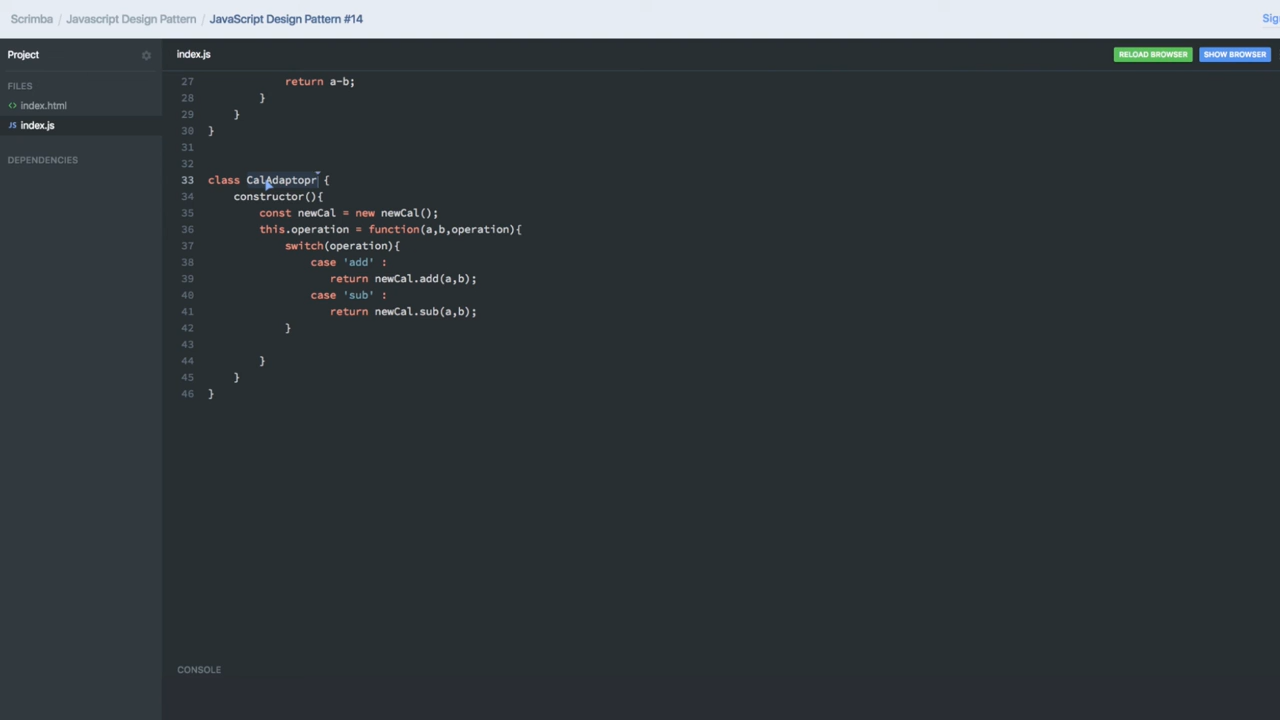 Scrimba / Javascript Design Pattern / JavaScript Design Pattern #14
Project
index.js
RELOAD BROWSER
SHOW BROWSER
FILES
<> index.html
JS index.js
DEPENDENCIES
27 return a-b;
28 }
29 }
30 }
31
32
33 class CalAdaptopr {
34 constructor(){
35 const newCal = new newCal();
36 this.operation = function(a,b,operation){
37 switch(operation){
38 case 'add' :
39 return newCal.add(a,b);
40 case 'sub' :
41 return newCal.sub(a,b);
42 }
43
44 }
45 }
46 }
CONSOLE